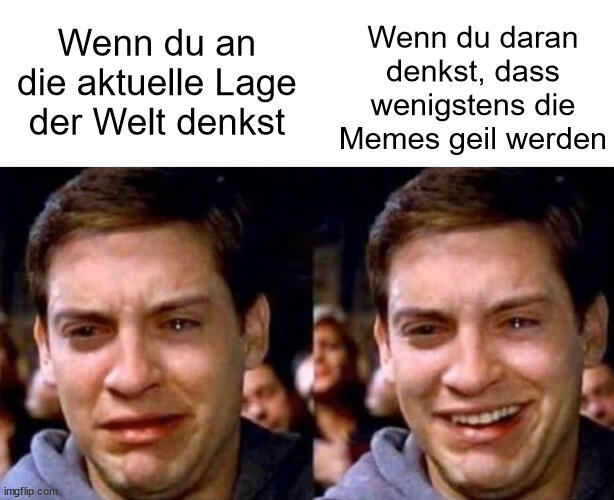 Wenn du an
die aktuelle Lage
der Welt denkst
Wenn du daran
denkst, dass
wenigstens die
Memes geil werden
imgflip.com